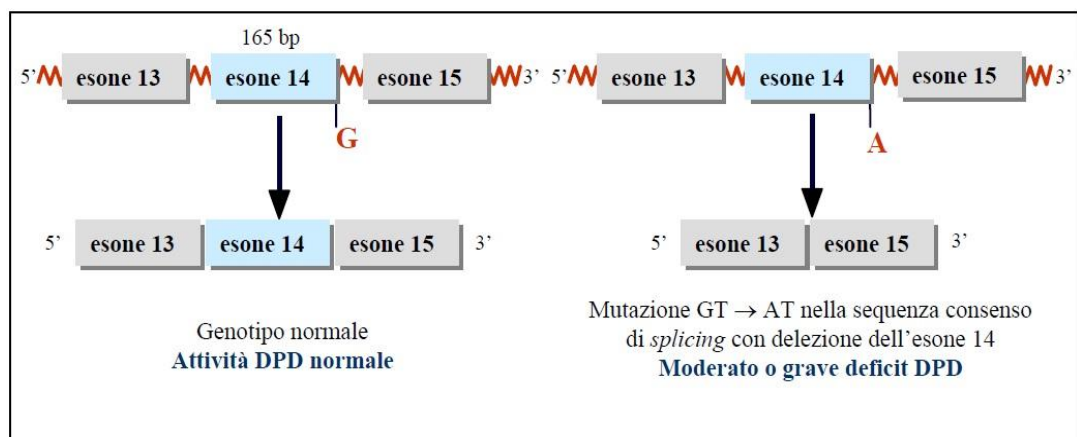 165 bp
5’ esone 13 esone 14 esone 15 3’
G
5’ esone 13 esone 14 esone 15 3’
Genotipo normale
Attività DPD normale
5’ esone 13 esone 14 esone 15 3’
A
5’ esone 13 esone 15 3’
Mutazione GT → AT nella sequenza consenso
di splicing con delezione dell’esone 14
Moderato o grave deficit DPD